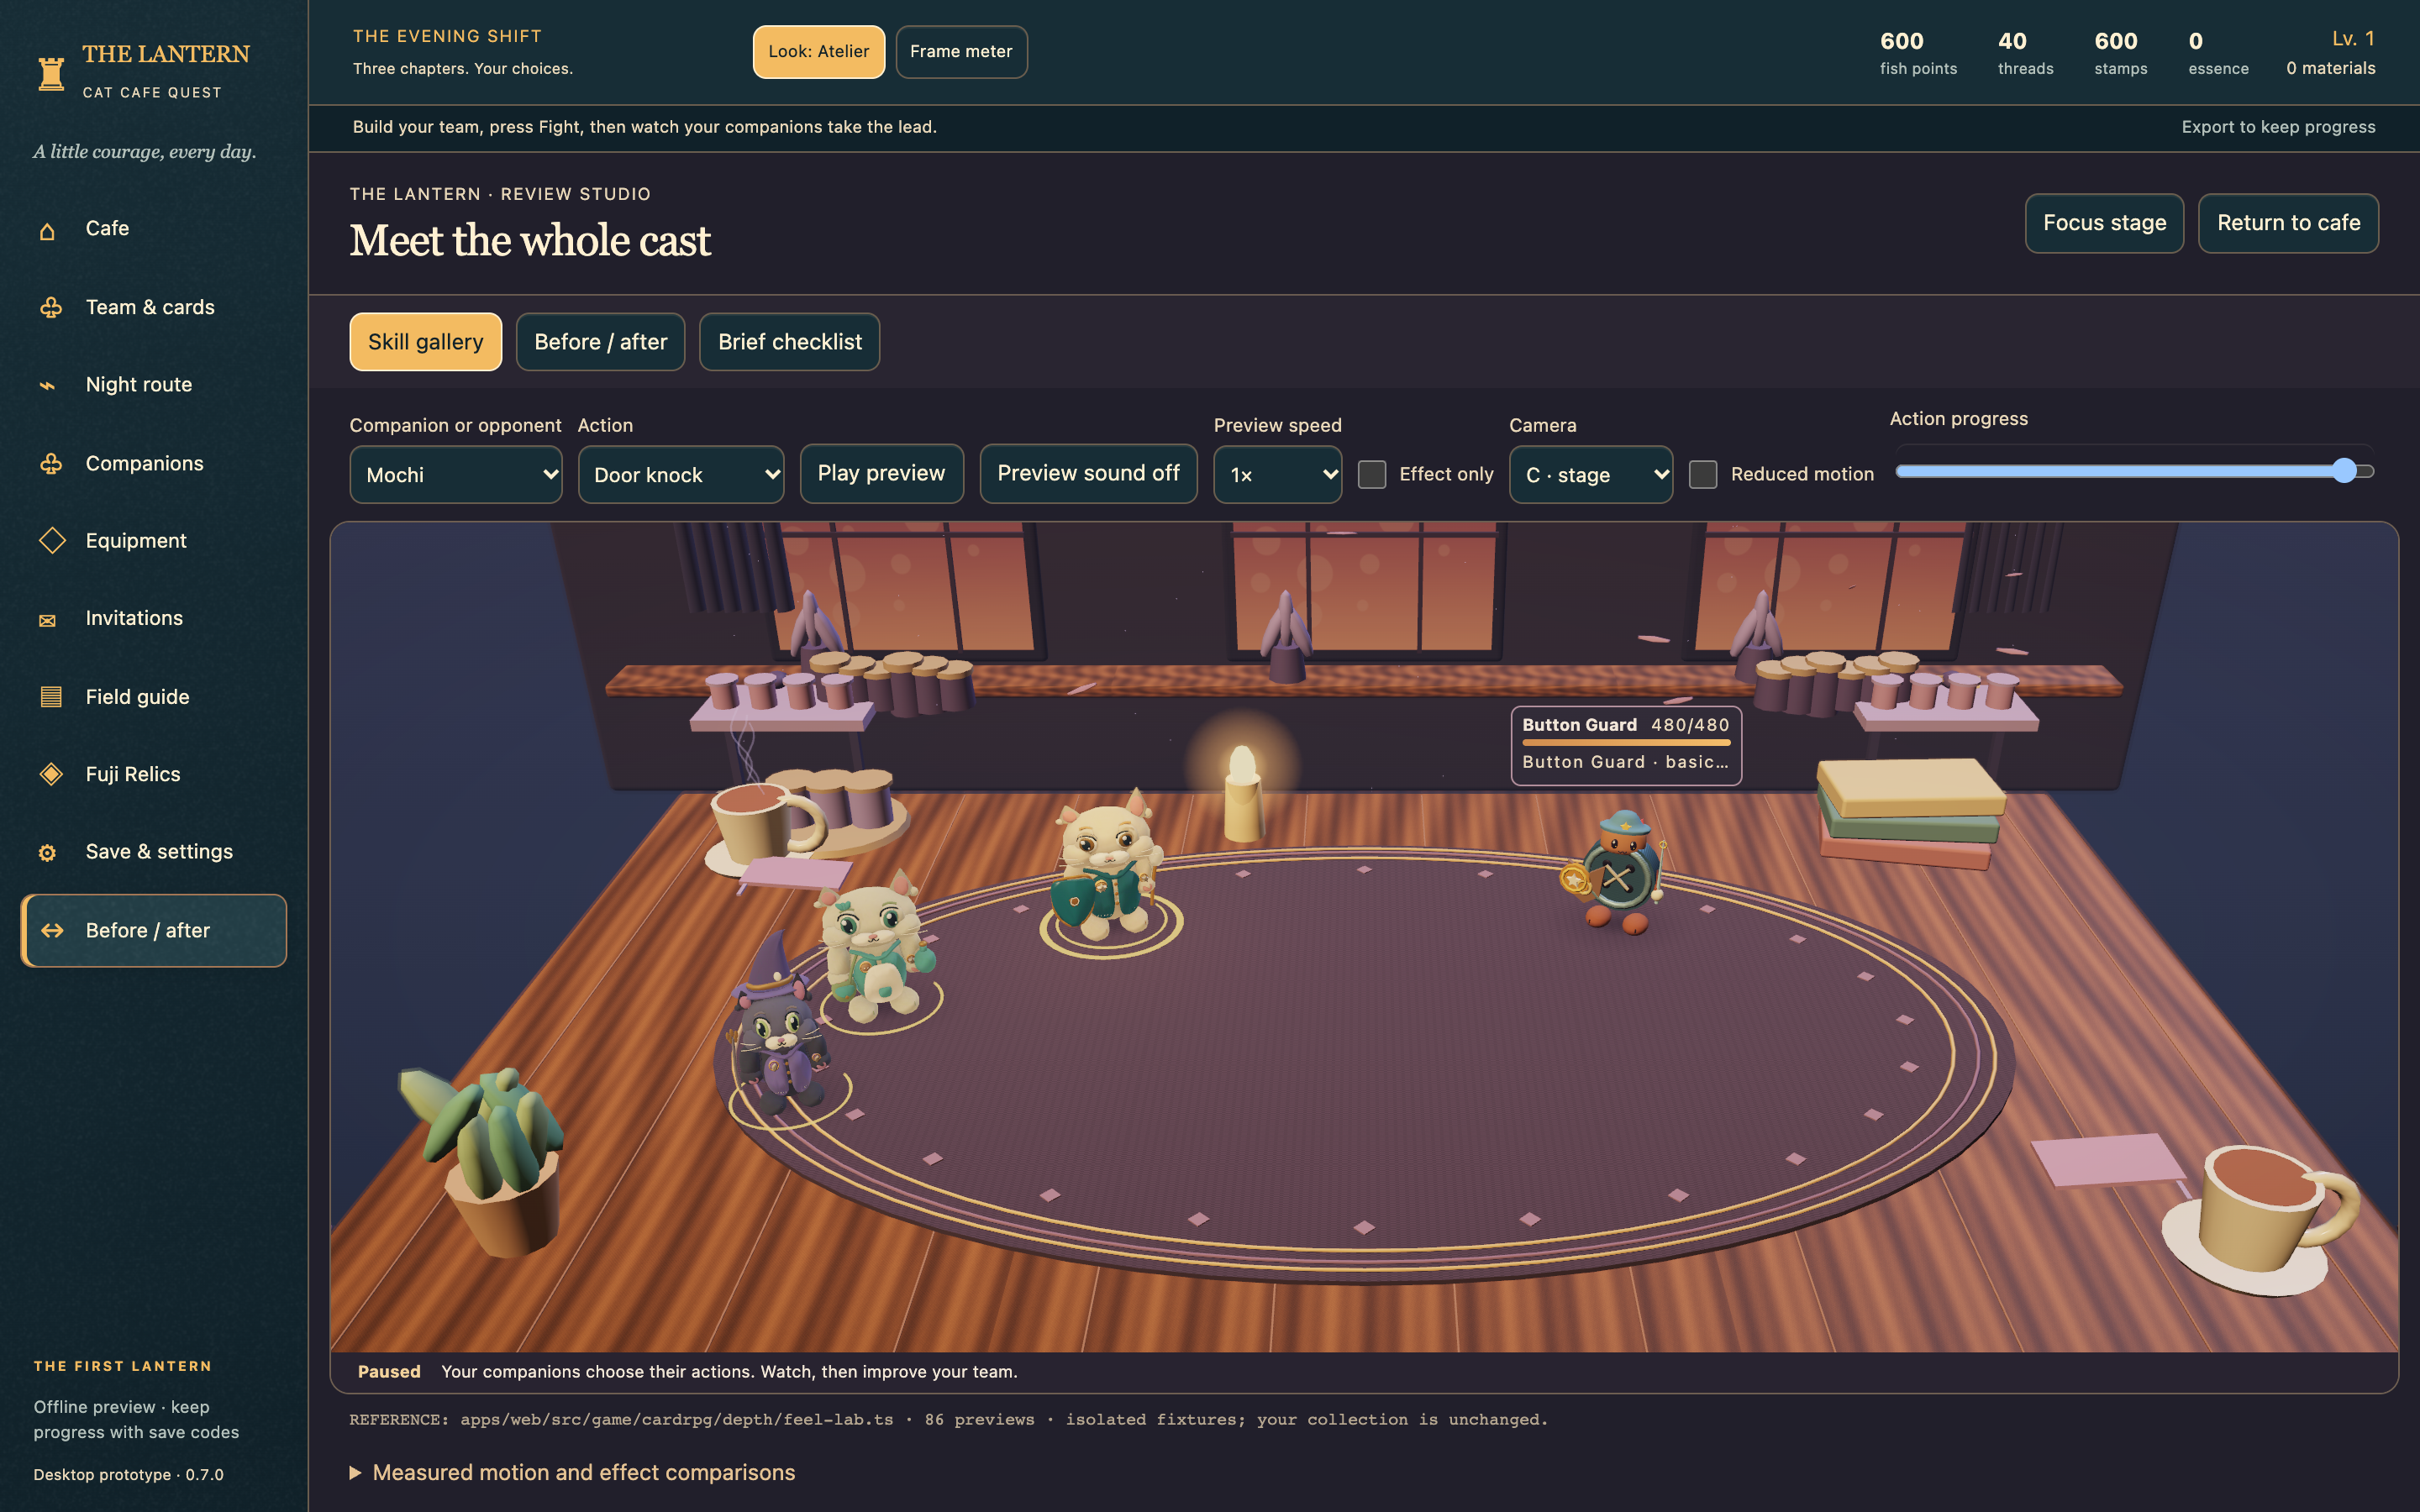 THE LANTERN
CAT CAFE QUEST
A little courage, every day.
Cafe
Team & cards
Night route
Companions
Equipment
Invitations
Field guide
Fuji Relics
Save & settings
Before / after
THE FIRST LANTERN
Offline preview · keep
progress with save codes
Desktop prototype · 0.7.0
THE EVENING SHIFT
Three chapters. Your choices.
Look: Atelier
Frame meter
600
fish points
40
threads
600
stamps
0
essence
Lv. 1
0 materials
Build your team, press Fight, then watch your companions take the lead.
Export to keep progress
THE LANTERN · REVIEW STUDIO
Meet the whole cast
Focus stage
Return to cafe
Skill gallery
Before / after
Brief checklist
Companion or opponent
Mochi
Action
Door knock
Play preview
Preview sound off
Preview speed
1×
Effect only
Camera
C · stage
Reduced motion
Action progress
Button Guard 480/480
Button Guard · basic…
Paused Your companions choose their actions. Watch, then improve your team.
REFERENCE: apps/web/src/game/cardrpg/depth/feel-lab.ts · 86 previews · isolated fixtures; your collection is unchanged.
Measured motion and effect comparisons